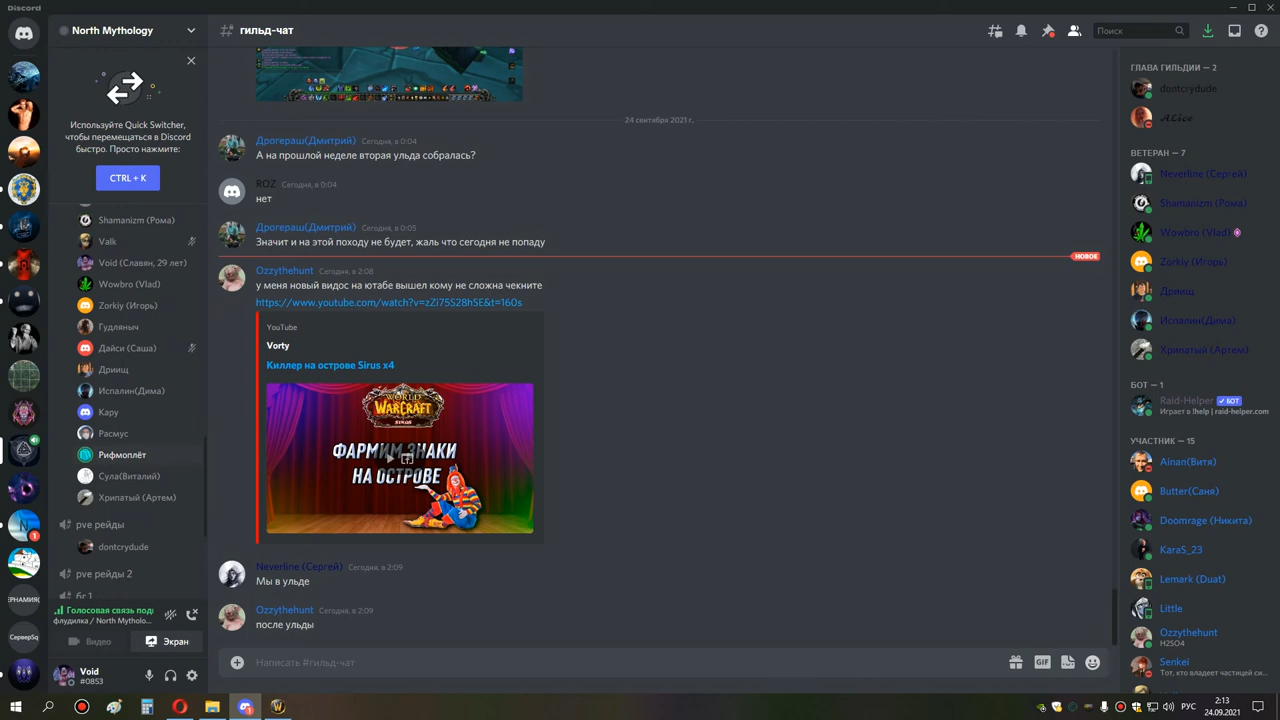 Discord
North Mythology
Используйте Quick Switcher,
чтобы перемещаться в Discord
быстро. Просто нажмите:
CTRL + K
Shamanizm (Рома)
Valk
Void (Славян, 29 лет)
Wowbro (Vlad)
Zorkiy (Игорь)
Гудляныч
Дайси (Саша)
Дриищ
Испалин(Дима)
Кару
Расмус
Рифмоплёт
Сула(Виталий)
Хрипатый (Артем)
pve рейды
dontcrydude
pve рейды 2
бг 1
1
ЕРНАМИЯ(
СерверSq
Голосовая связь под
флудилка / North Mytholo...
Видео
Экран
Void
#0853
гильд-чат
Поиск
24 сентября 2021 г.
Дрогераш(Дмитрий) Сегодня, в 0:04
А на прошлой неделе вторая ульда собралась?
ROZ Сегодня, в 0:04
нет
Дрогераш(Дмитрий) Сегодня, в 0:05
Значит и на этой походу не будет, жаль что сегодня не попаду
НОВОЕ
Ozzythehunt Сегодня, в 2:08
у меня новый видос на ютабе вышел кому не сложна чекните
https://www.youtube.com/watch?v=zZi75S28h5E&t=160s
YouTube
Vorty
Киллер на острове Sirus x4
WORLD
OF
WARCRAFT
SIRUS
ФАРМИМ ЗНАКИ
НА ОСТРОВЕ
Neverline (Сергей) Сегодня, в 2:09
Мы в ульде
Ozzythehunt Сегодня, в 2:09
после ульды
Написать #гильд-чат
GIF
ГЛАВА ГИЛЬДИИ — 2
dontcrydude
𝓐𝓛𝓲𝓬𝓮
ВЕТЕРАН — 7
Neverline (Сергей)
Shamanizm (Рома)
Wowbro (Vlad)
Zorkiy (Игорь)
Дриищ
Испалин(Дима)
Хрипатый (Артем)
БОТ — 1
Raid-Helper ✓ БОТ
Играет в !help | raid-helper.com
УЧАСТНИК — 15
Ainan(Витя)
Butter(Саня)
Doomrage (Никита)
KaraS_23
Lemark (Duat)
Little
Ozzythehunt
H2SO4
Senkei
Тот, кто владеет частицей си...
РУС
2:13
24.09.2021